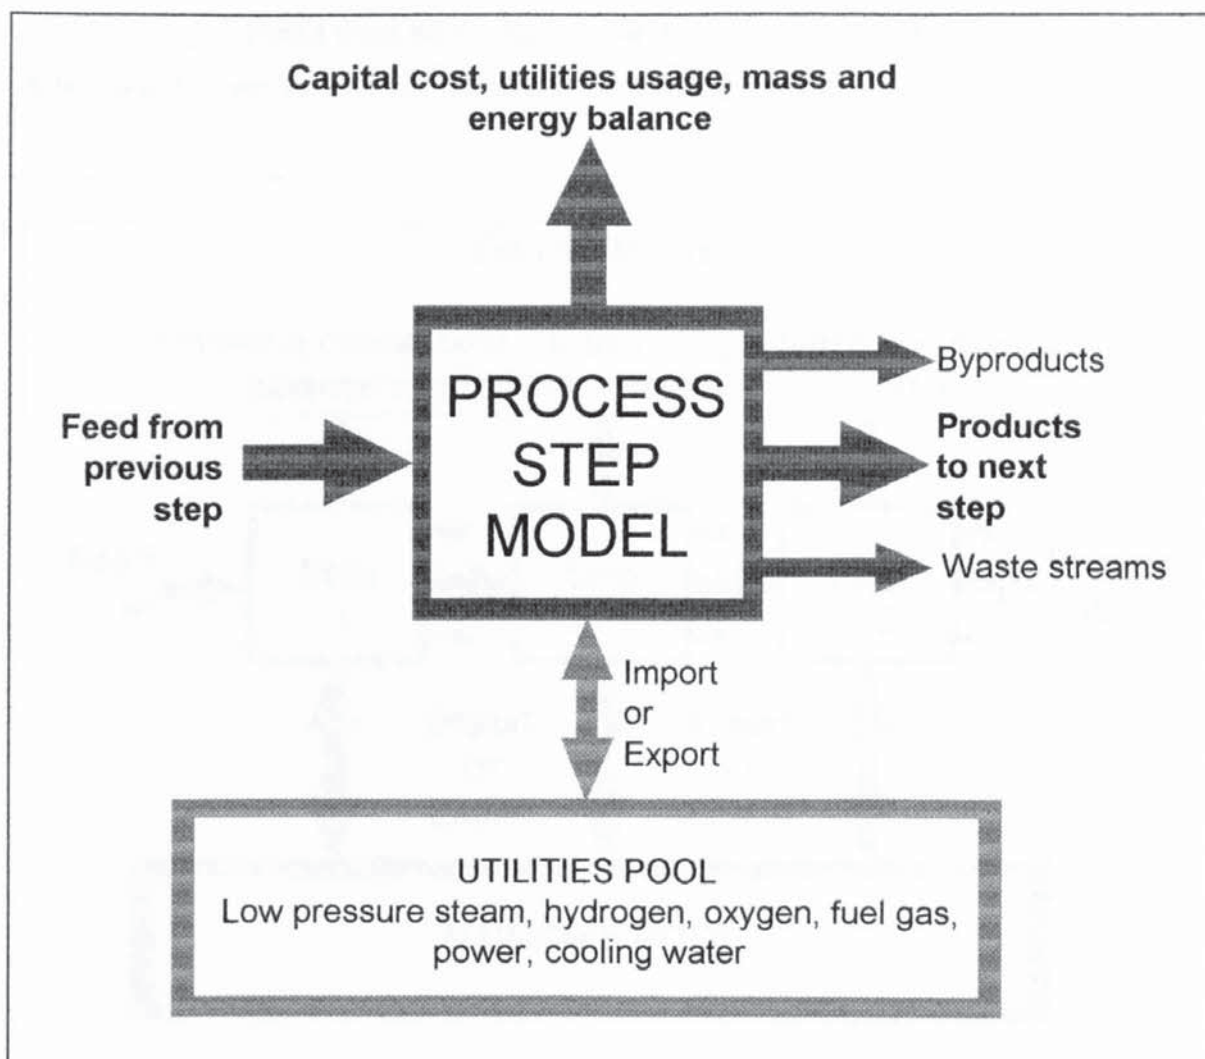 Capital cost, utilities usage, mass and
energy balance
PROCESS
STEP
MODEL
Feed from
previous
step
Byproducts
Products
to next
step
Waste streams
Import
or
Export
UTILITIES POOL
Low pressure steam, hydrogen, oxygen, fuel gas,
power, cooling water